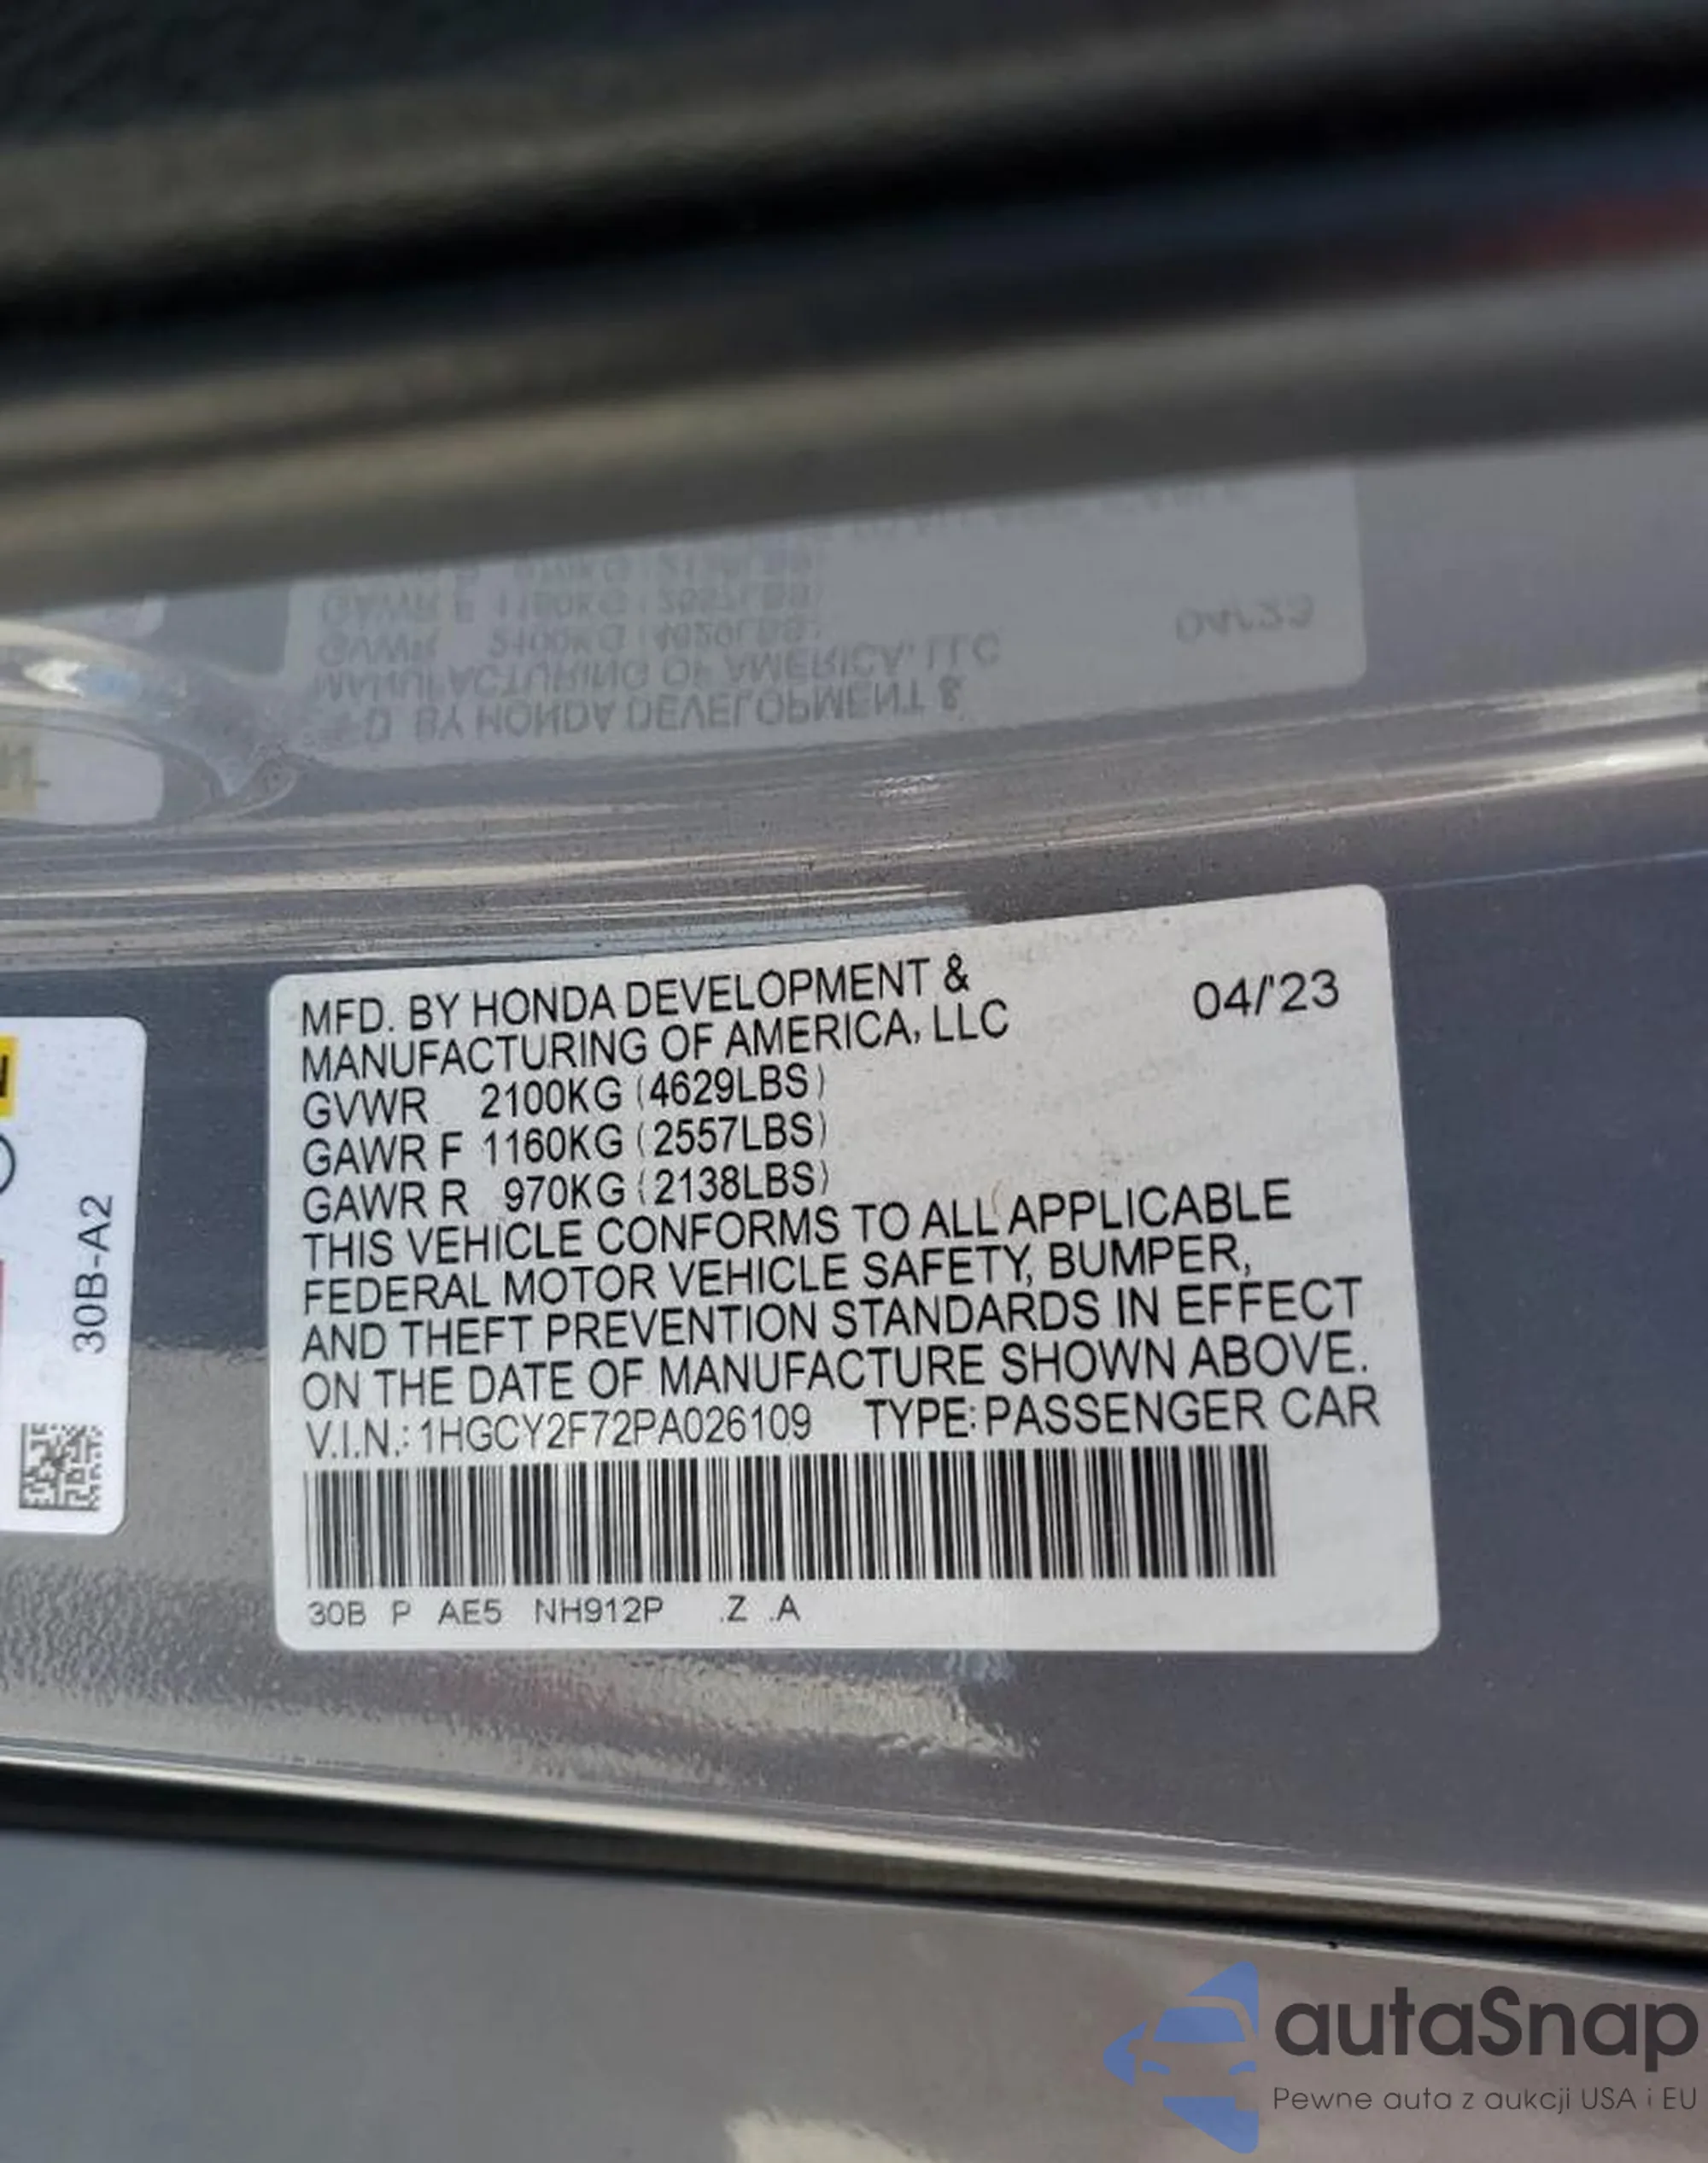 MFD. BY HONDA DEVELOPMENT &
MANUFACTURING OF AMERICA, LLC
04/'23
GVWR 2100KG (4629LBS)
GAWR F 1160KG (2557LBS)
GAWR R 970KG (2138LBS)
THIS VEHICLE CONFORMS TO ALL APPLICABLE
FEDERAL MOTOR VEHICLE SAFETY, BUMPER,
AND THEFT PREVENTION STANDARDS IN EFFECT
ON THE DATE OF MANUFACTURE SHOWN ABOVE.
V.I.N.: 1HGCY2F72PA026109 TYPE: PASSENGER CAR
30B P AE5 NH912P .Z .A
30B-A2
autaSnap
Pewne auta z aukcji USA i EU